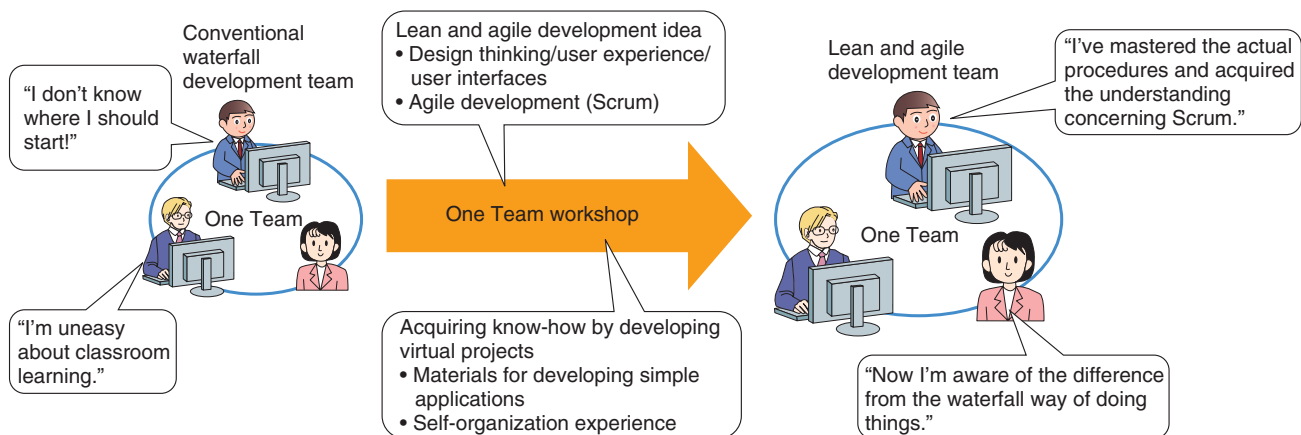 Conventional
waterfall
development team
“I don’t know
where I should
start!”
One Team
“I’m uneasy
about classroom
learning.”
Lean and agile development idea
• Design thinking/user experience/
user interfaces
• Agile development (Scrum)
One Team workshop
Acquiring know-how by developing
virtual projects
• Materials for developing simple
applications
• Self-organization experience
Lean and agile
development team
“I’ve mastered the actual
procedures and acquired
the understanding
concerning Scrum.”
One Team
“Now I’m aware of the difference
from the waterfall way of doing
things.”